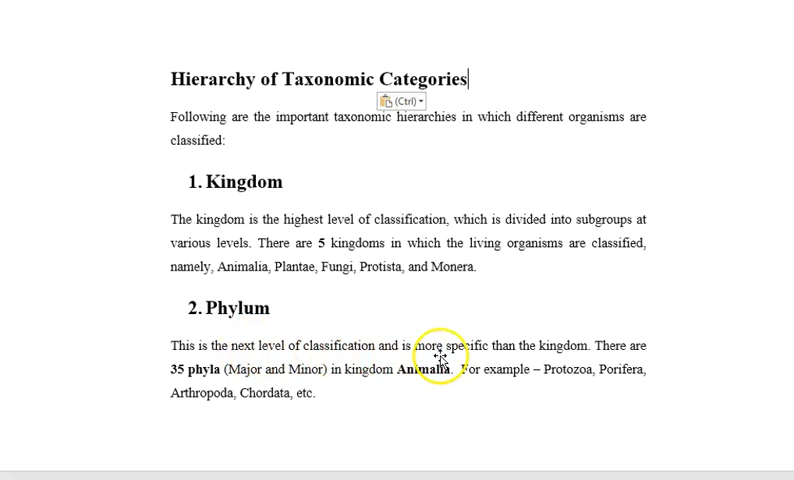 Hierarchy of Taxonomic Categories
(Ctrl)
Following are the important taxonomic hierarchies in which different organisms are
classified:
1. Kingdom
The kingdom is the highest level of classification, which is divided into subgroups at
various levels. There are 5 kingdoms in which the living organisms are classified,
namely, Animalia, Plantae, Fungi, Protista, and Monera.
2. Phylum
This is the next level of classification and is more specific than the kingdom. There are
35 phyla (Major and Minor) in kingdom Animalia. For example – Protozoa, Porifera,
Arthropoda, Chordata, etc.